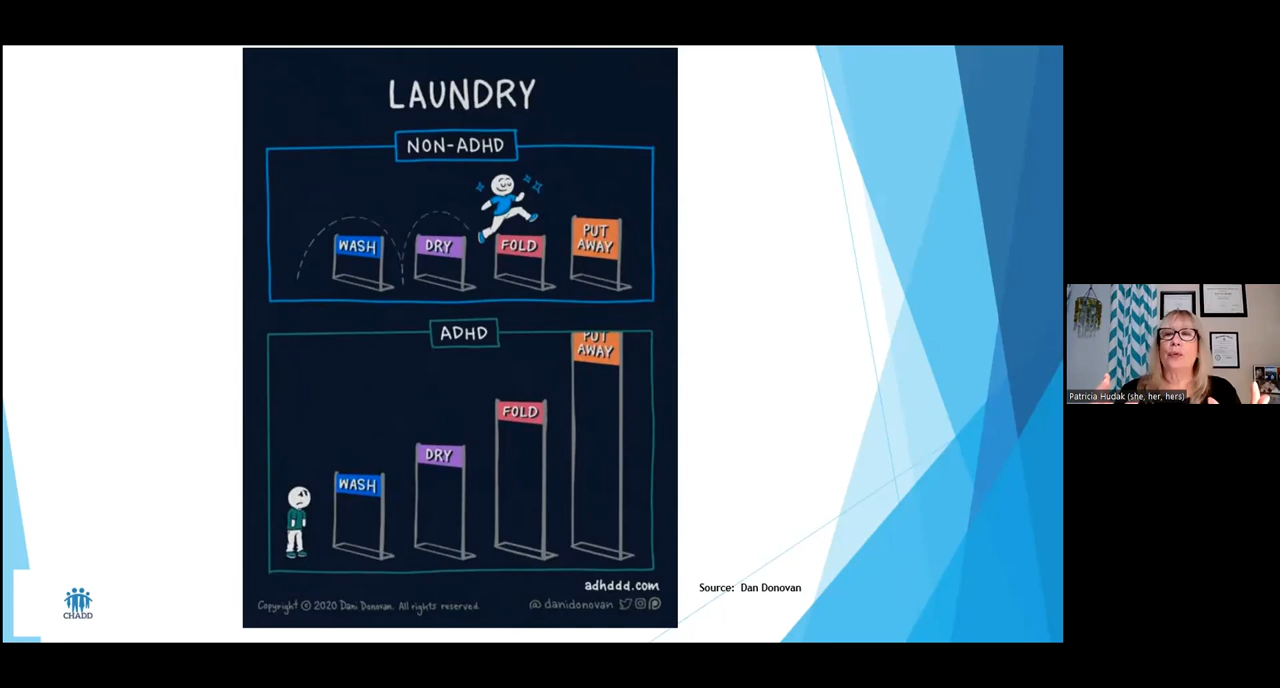 LAUNDRY
NON-ADHD
WASH
DRY
FOLD
PUT
AWAY
ADHD
WASH
DRY
FOLD
PUT
AWAY
adhddd.com
Copyright © 2020 Dani Donovan. All rights reserved.
@danidonovan
Source: Dan Donovan
CHADD
Patricia Hudak (she, her, hers)